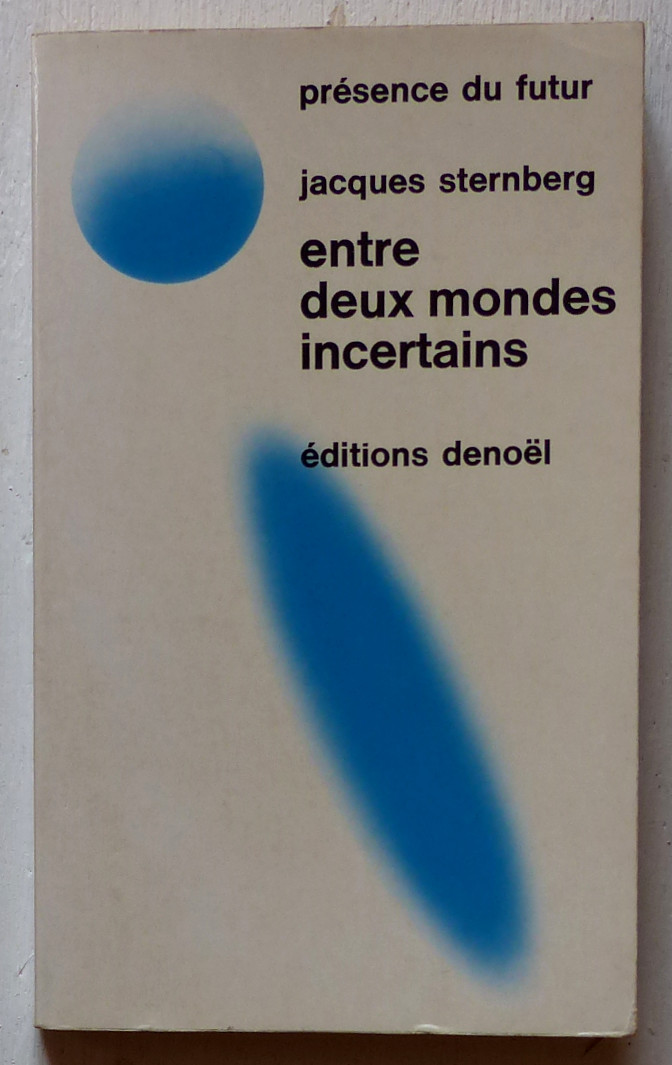 présence du futur
jacques sternberg
entre
deux mondes
incertains
éditions denoël